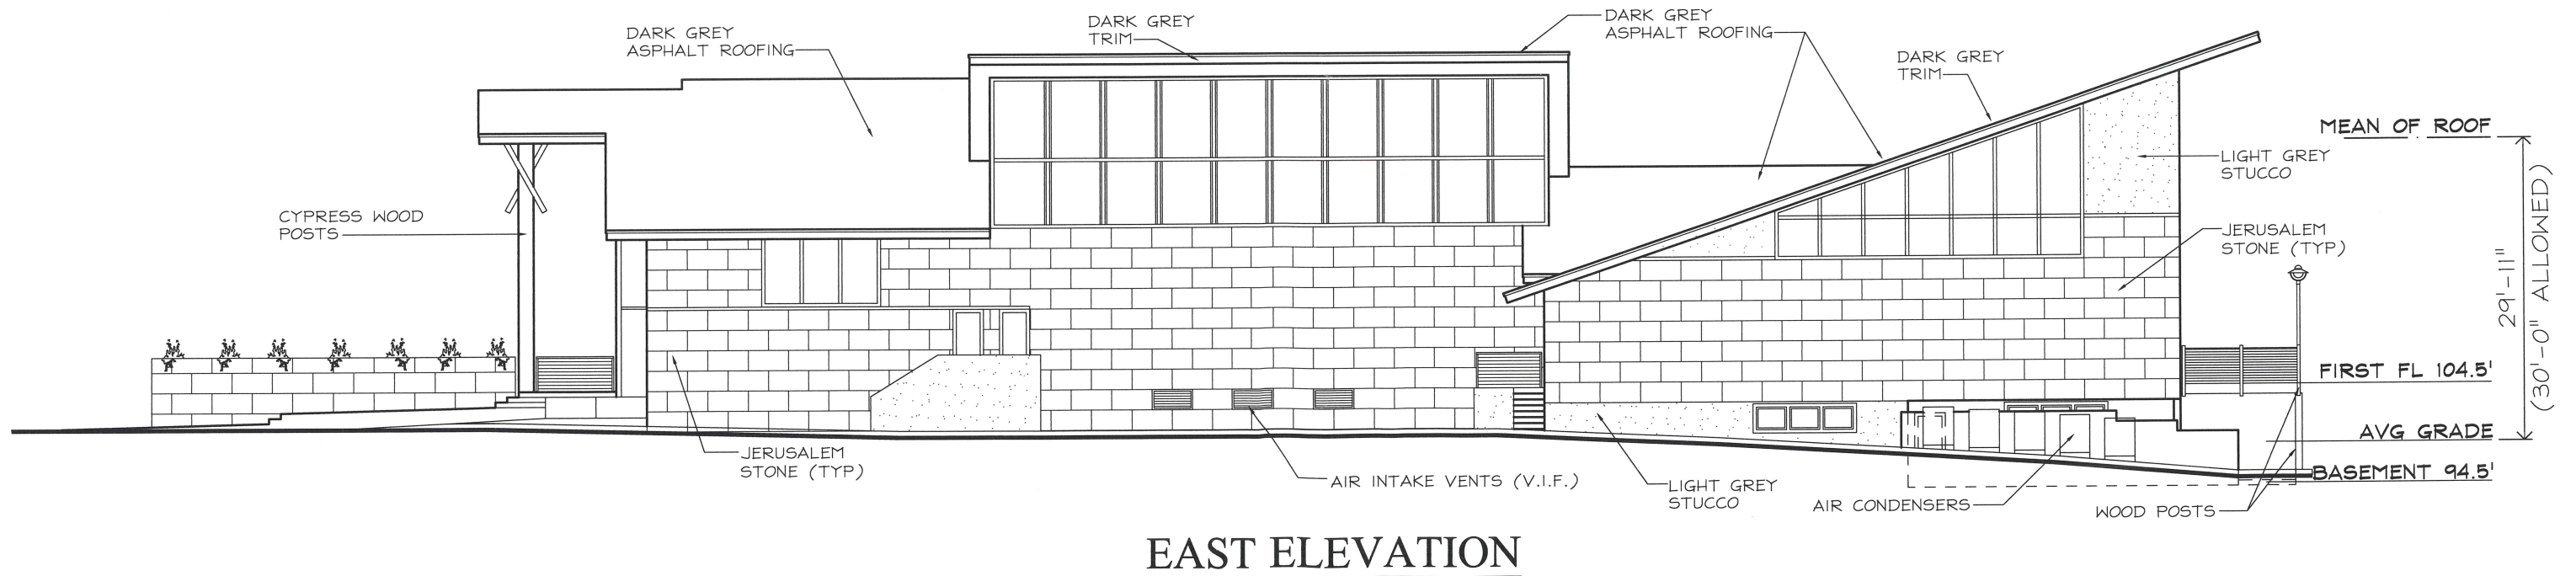 DARK GREY
ASPHALT ROOFING
DARK GREY
TRIM
DARK GREY
ASPHALT ROOFING
DARK GREY
TRIM
MEAN OF ROOF
LIGHT GREY
STUCCO
CYPRESS WOOD
POSTS
JERUSALEM
STONE (TYP)
29'-11"
(30'-0" ALLOWED)
FIRST FL 104.5'
AVG GRADE
BASEMENT 94.5'
JERUSALEM
STONE (TYP)
AIR INTAKE VENTS (V.I.F.)
LIGHT GREY
STUCCO
AIR CONDENSERS
WOOD POSTS
EAST ELEVATION